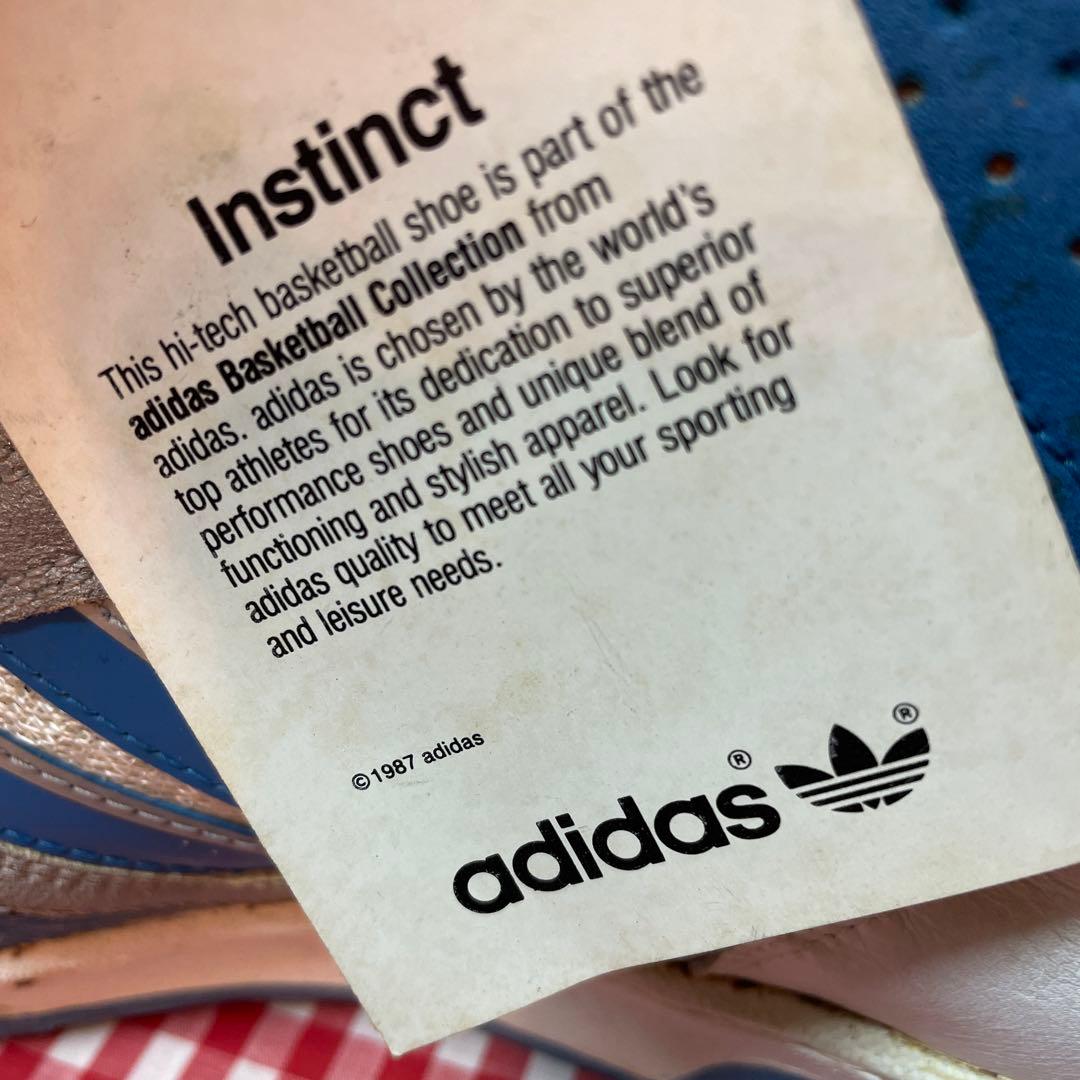 Instinct
This hi-tech basketball shoe is part of the
adidas Basketball Collection from
adidas. adidas is chosen by the world's
top athletes for its dedication to superior
performance shoes and unique blend of
functioning and stylish apparel. Look for
adidas quality to meet all your sporting
and leisure needs.
©1987 adidas
adidas® ®